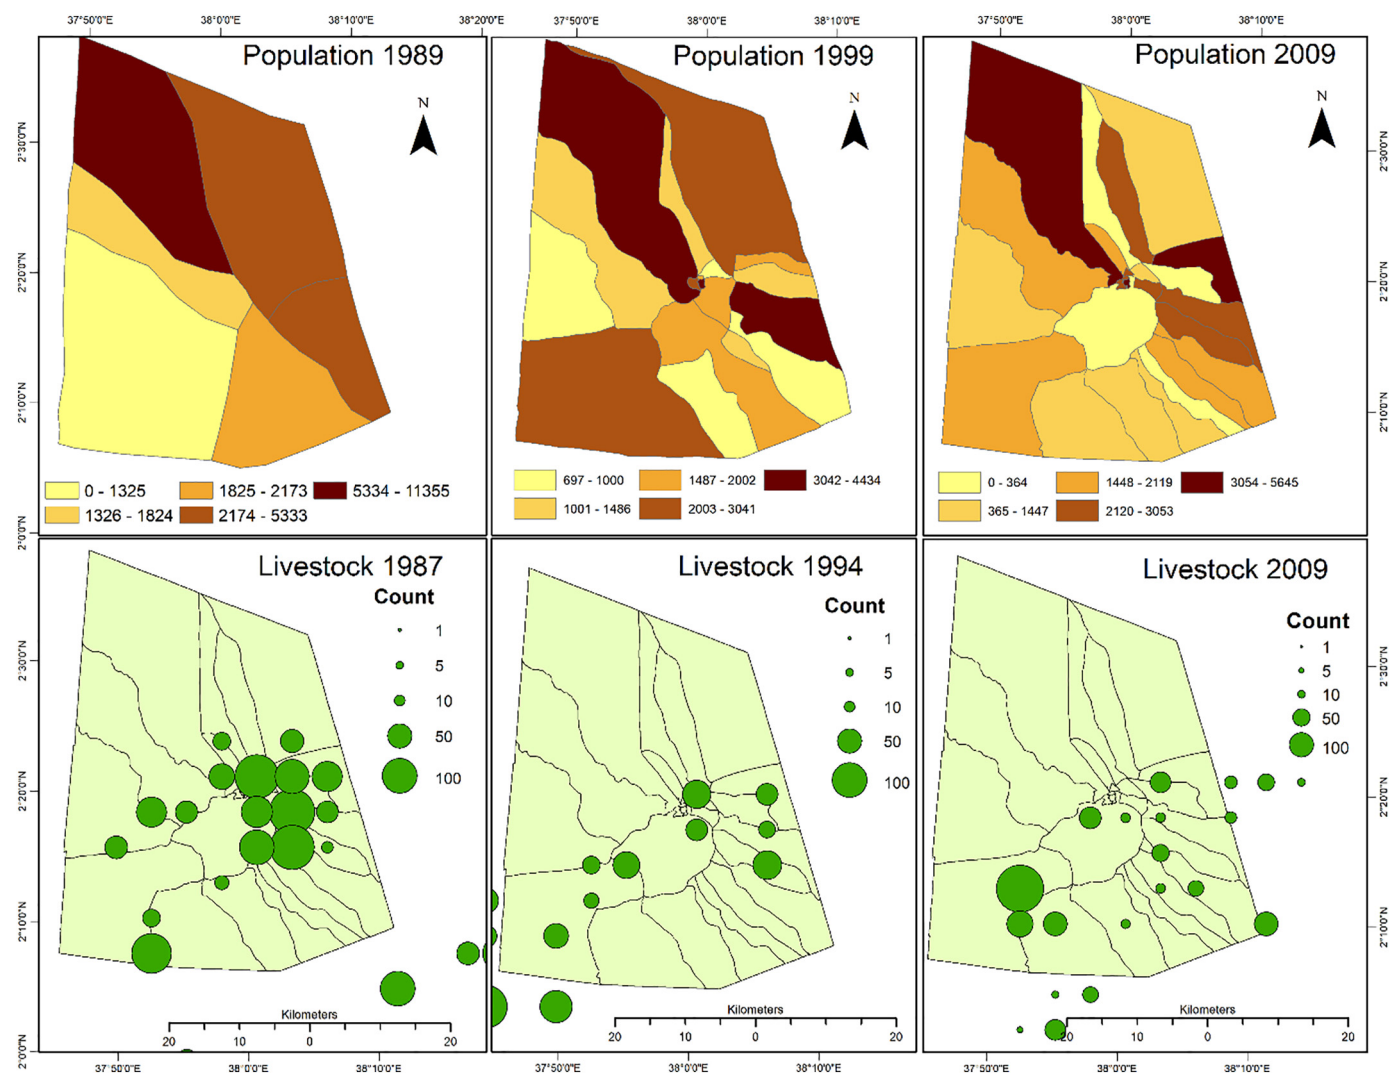 37°50'0"E 38°0'0"E 38°10'0"E 38°20'0"E 37°50'0"E 38°0'0"E 38°10'0"E 37°50'0"E 38°0'0"E 38°10'0"E
Population 1989
N
2°30'0"N
2°20'0"N
2°10'0"N
2°0'0"N
0 - 1325 1825 - 2173 5334 - 11355
1326 - 1824 2174 - 5333
Population 1999
N
697 - 1000 1487 - 2002 3042 - 4434
1001 - 1486 2003 - 3041
Population 2009
N
2°30'0"N
2°20'0"N
2°10'0"N
0 - 364 1448 - 2119 3054 - 5645
365 - 1447 2120 - 3053
Livestock 1987
Count
1
5
10
50
100
2°30'0"N
2°20'0"N
2°10'0"N
2°0'0"N
Kilometers
20 10 0 20
Livestock 1994
Count
1
5
10
50
100
Kilometers
20 10 0 20
Livestock 2009
Count
1
5
10
50
100
2°30'0"N
2°20'0"N
2°10'0"N
Kilometers
20 10 0 20
37°50'0"E 38°0'0"E 38°10'0"E 37°50'0"E 38°0'0"E 38°10'0"E 37°50'0"E 38°0'0"E 38°10'0"E